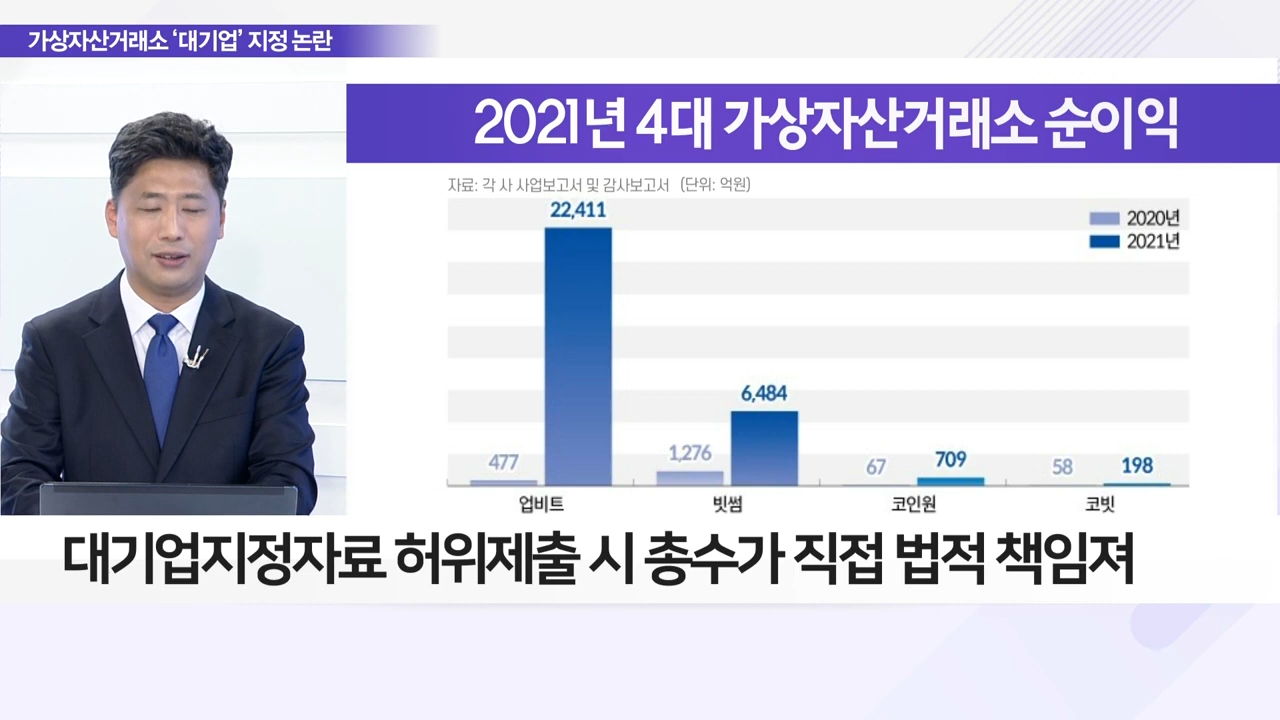 가상자산거래소 ‘대기업’ 지정 논란
2021년 4대 가상자산거래소 순이익
자료: 각 사 사업보고서 및 감사보고서 (단위: 억원)
2020년
2021년
22,411
6,484
477
1,276
67
709
58
198
업비트
빗썸
코인원
코빗
대기업지정자료 허위제출 시 총수가 직접 법적 책임져